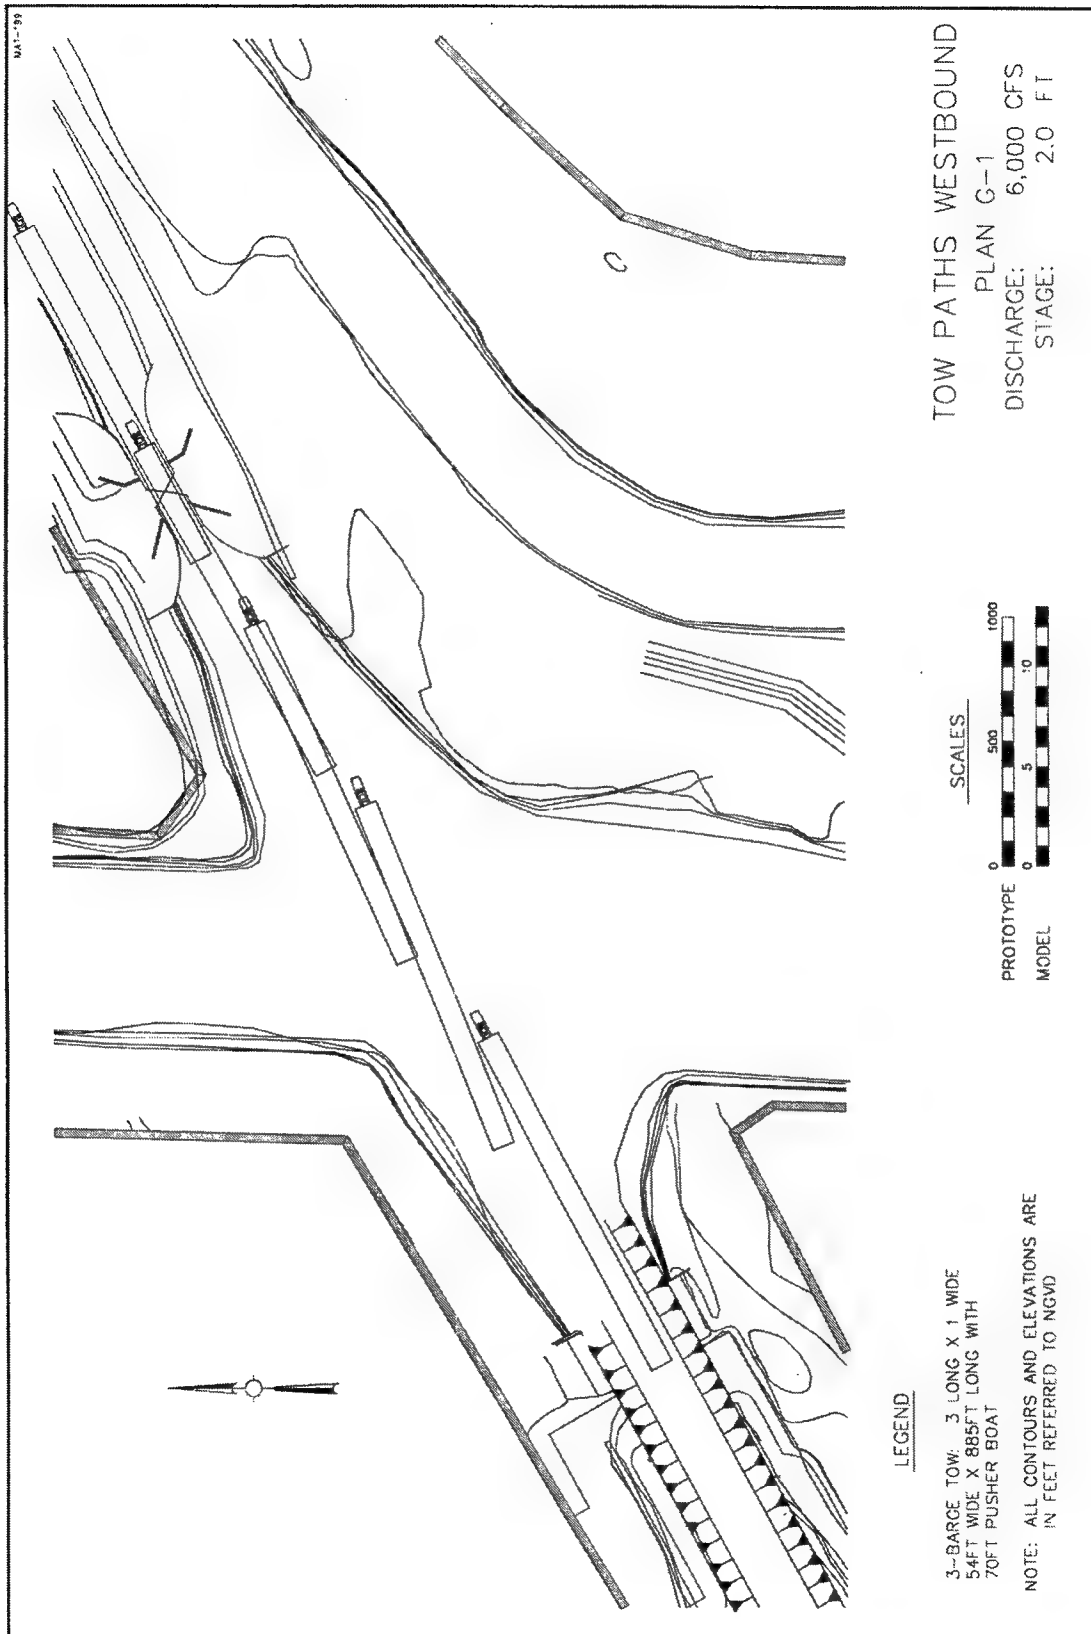 MAT-'99
TOW PATHS WESTBOUND
PLAN G-1
DISCHARGE: 6,000 CFS
STAGE: 2.0 FT
SCALES
PROTOTYPE 0 500 1000
MODEL 0 5 10
LEGEND
3-BARGE TOW: 3 LONG X 1 WIDE
54FT WIDE X 885FT LONG WITH
70FT PUSHER BOAT
NOTE: ALL CONTOURS AND ELEVATIONS ARE
IN FEET REFERRED TO NGVD